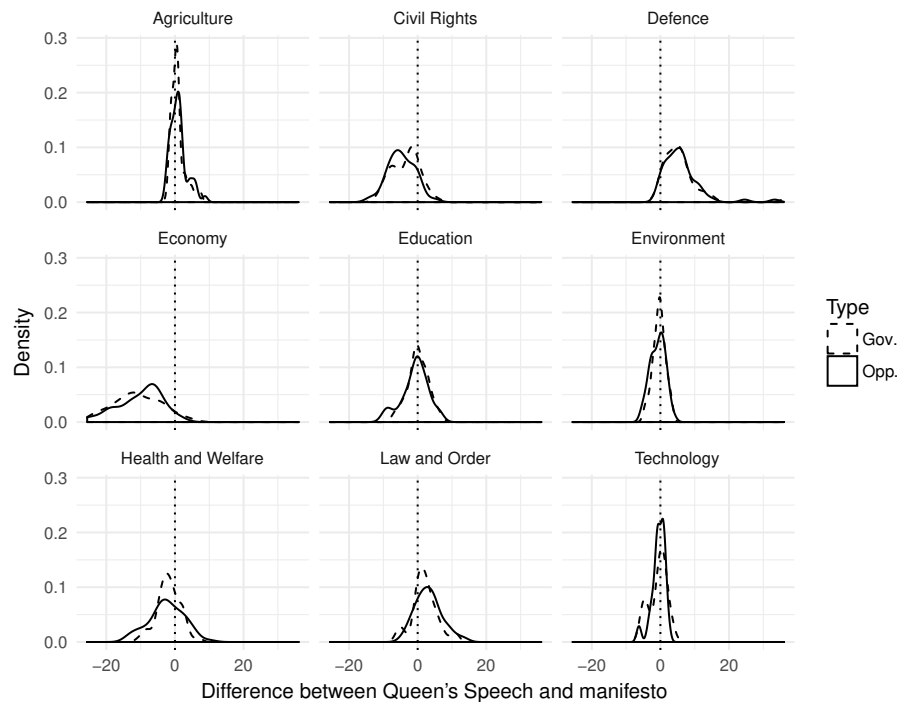 Agriculture Civil Rights Defence
0.3
0.2
0.1
0.0
Economy Education Environment
0.3
0.2
0.1
0.0
Health and Welfare Law and Order Technology
0.3
0.2
0.1
0.0
−20 0 20 −20 0 20 −20 0 20
Difference between Queen's Speech and manifesto
Density
Type
Gov.
Opp.